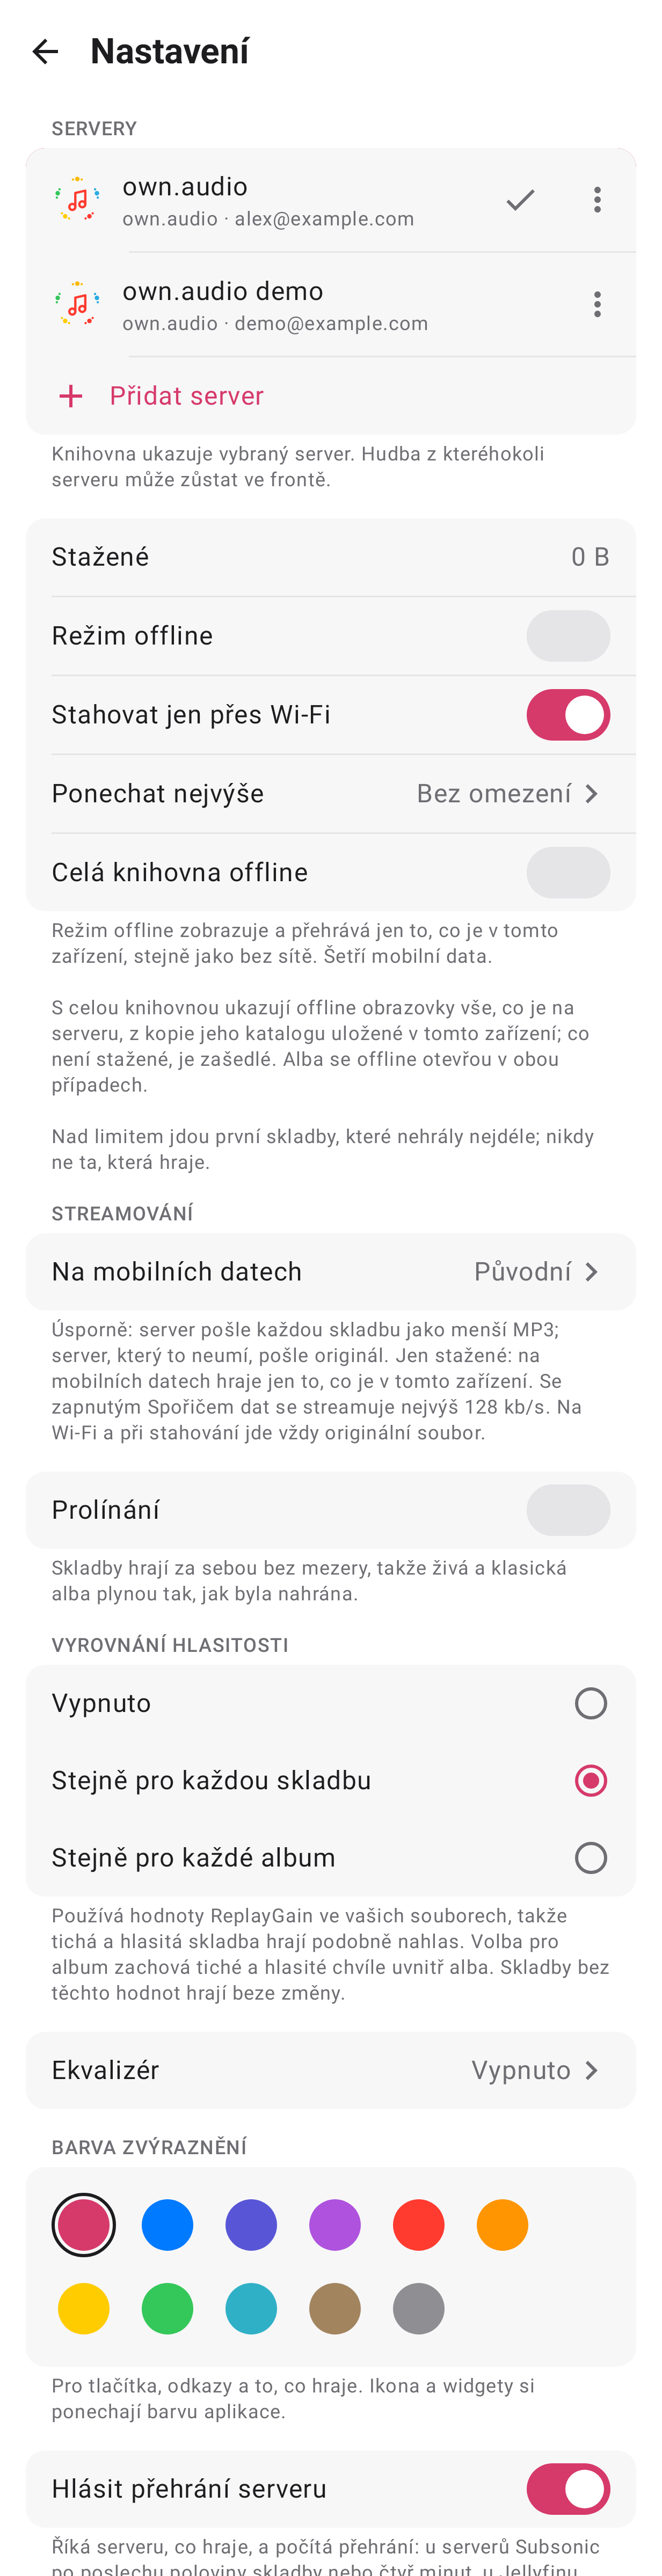 Nastavení
SERVERY
own.audio
own.audio · alex@example.com
own.audio demo
own.audio · demo@example.com
Přidat server
Knihovna ukazuje vybraný server. Hudba z kteréhokoli
serveru může zůstat ve frontě.
Stažené 0 B
Režim offline
Stahovat jen přes Wi-Fi
Ponechat nejvýše Bez omezení
Celá knihovna offline
Režim offline zobrazuje a přehrává jen to, co je v tomto
zařízení, stejně jako bez sítě. Šetří mobilní data.
S celou knihovnou ukazují offline obrazovky vše, co je na
serveru, z kopie jeho katalogu uložené v tomto zařízení; co
není stažené, je zašedlé. Alba se offline otevřou v obou
případech.
Nad limitem jdou první skladby, které nehrály nejdéle; nikdy
ne ta, která hraje.
STREAMOVÁNÍ
Na mobilních datech Původní
Úsporně: server pošle každou skladbu jako menší MP3;
server, který to neumí, pošle originál. Jen stažené: na
mobilních datech hraje jen to, co je v tomto zařízení. Se
zapnutým Spořičem dat se streamuje nejvýš 128 kb/s. Na
Wi-Fi a při stahování jde vždy originální soubor.
Prolínání
Skladby hrají za sebou bez mezery, takže živá a klasická
alba plynou tak, jak byla nahrána.
VYROVNÁNÍ HLASITOSTI
Vypnuto
Stejně pro každou skladbu
Stejně pro každé album
Používá hodnoty ReplayGain ve vašich souborech, takže
tichá a hlasitá skladba hrají podobně nahlas. Volba pro
album zachová tiché a hlasité chvíle uvnitř alba. Skladby bez
těchto hodnot hrají beze změny.
Ekvalizér Vypnuto
BARVA ZVÝRAZNĚNÍ
Pro tlačítka, odkazy a to, co hraje. Ikona a widgety si
ponechají barvu aplikace.
Hlásit přehrání serveru
Říká serveru, co hraje, a počítá přehrání: u serverů Subsonic
po poslechu poloviny skladby nebo čtyř minut, u Jellyfinu